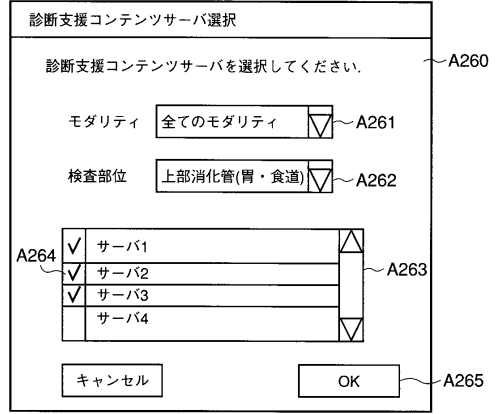 診断支援コンテンツサーバ選択
診断支援コンテンツサーバを選択してください.
A260
モダリティ 全てのモダリティ A261
検査部位 上部消化管(胃・食道) A262
A264 サーバ1
サーバ2 A263
サーバ3
サーバ4
キャンセル OK A265